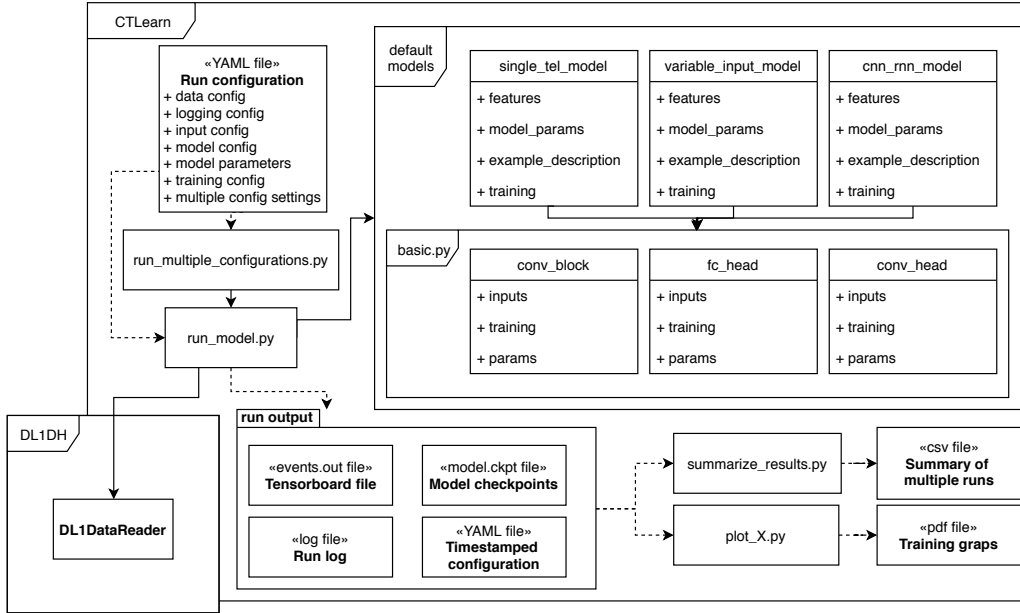 CTLearn
«YAML file»
Run configuration
+ data config
+ logging config
+ input config
+ model config
+ model parameters
+ training config
+ multiple config settings
run_multiple_configurations.py
run_model.py
default
models
single_tel_model
+ features
+ model_params
+ example_description
+ training
variable_input_model
+ features
+ model_params
+ example_description
+ training
cnn_rnn_model
+ features
+ model_params
+ example_description
+ training
basic.py
conv_block
+ inputs
+ training
+ params
fc_head
+ inputs
+ training
+ params
conv_head
+ inputs
+ training
+ params
DL1DH
DL1DataReader
run output
«events.out file»
Tensorboard file
«model.ckpt file»
Model checkpoints
«log file»
Run log
«YAML file»
Timestamped
configuration
summarize_results.py
«csv file»
Summary of
multiple runs
plot_X.py
«pdf file»
Training graps